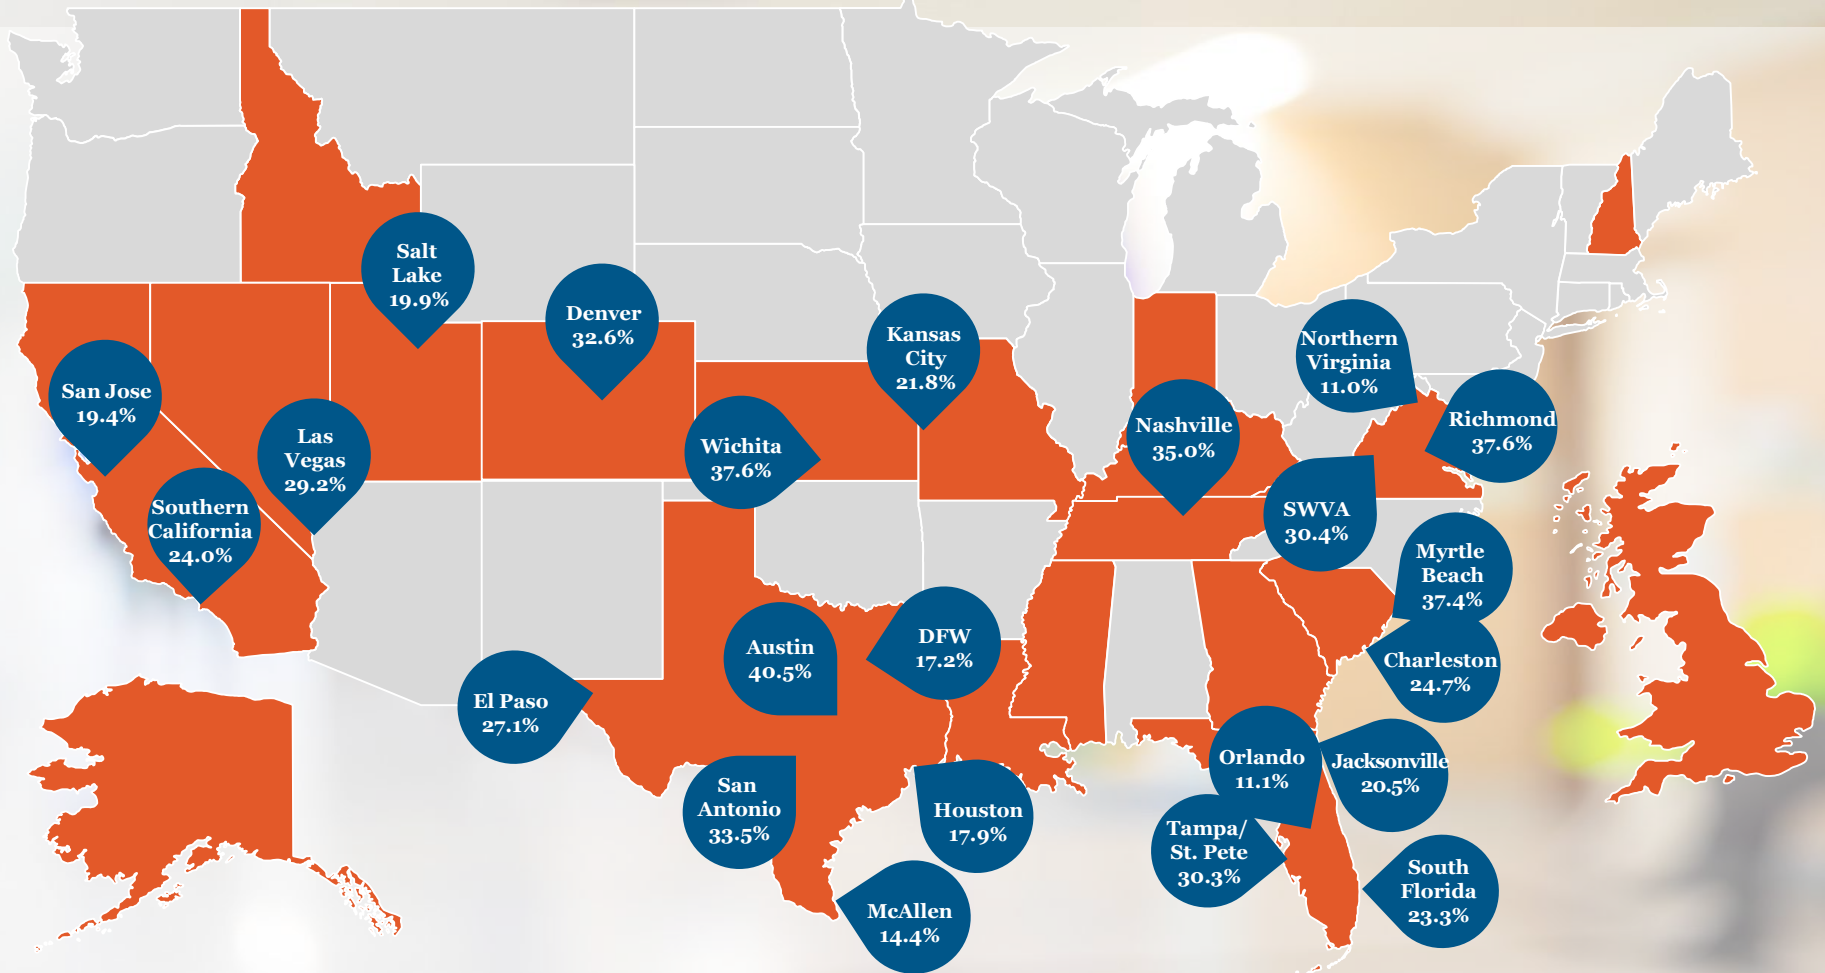 Salt
Lake
19.9%
Denver
32.6%
Kansas
City
21.8%
Northern
Virginia
11.0%
San Jose
19.4%
Las
Vegas
29.2%
Wichita
37.6%
Nashville
35.0%
Richmond
37.6%
Southern
California
24.0%
SWVA
30.4%
Myrtle
Beach
37.4%
Austin
40.5%
DFW
17.2%
Charleston
24.7%
El Paso
27.1%
Orlando
11.1%
Jacksonville
20.5%
San
Antonio
33.5%
Houston
17.9%
Tampa/
St. Pete
30.3%
South
Florida
23.3%
McAllen
14.4%